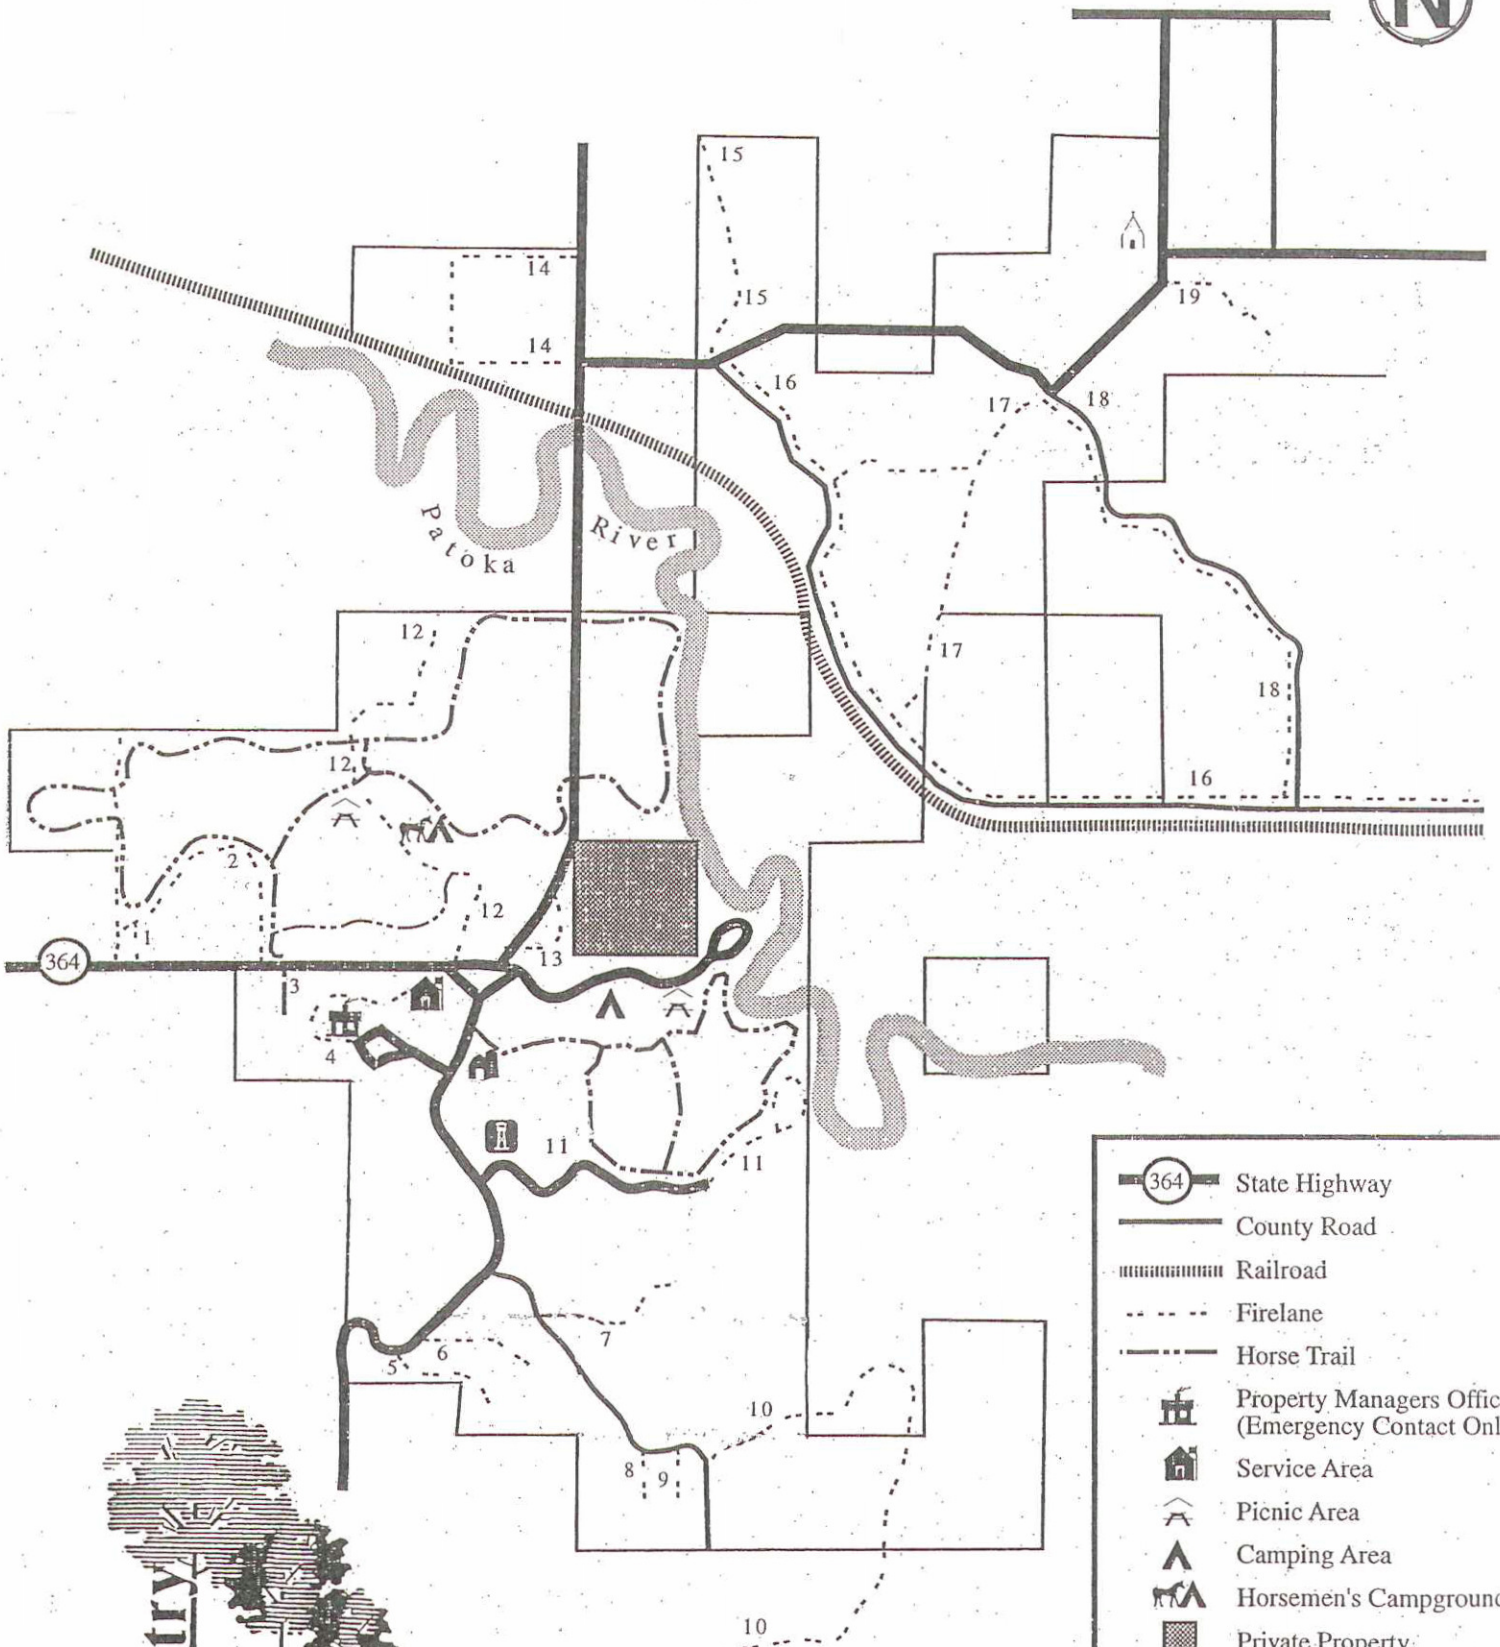 N
15
15
14
14
19
16
17
18
Patoka
River
12
17
18
12
16
2
12
1
13
364
3
4
11
11
7
6
5
10
8
9
10
try
364
State Highway
County Road
Railroad
Firelane
Horse Trail
Property Managers Offic
(Emergency Contact Onl
Service Area
Picnic Area
Camping Area
Horsemen's Campground
Private Property